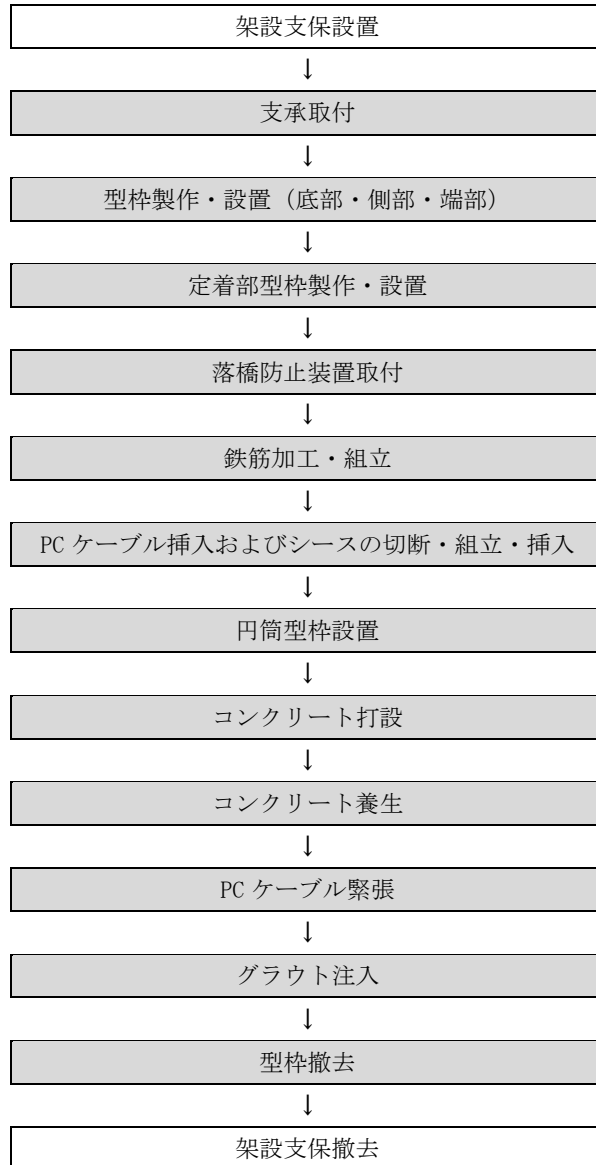 架設支保設置
↓
支承取付
↓
型枠製作・設置（底部・側部・端部）
↓
定着部型枠製作・設置
↓
落橋防止装置取付
↓
鉄筋加工・組立
↓
PC ケーブル挿入およびシースの切断・組立・挿入
↓
円筒型枠設置
↓
コンクリート打設
↓
コンクリート養生
↓
PC ケーブル緊張
↓
グラウト注入
↓
型枠撤去
↓
架設支保撤去